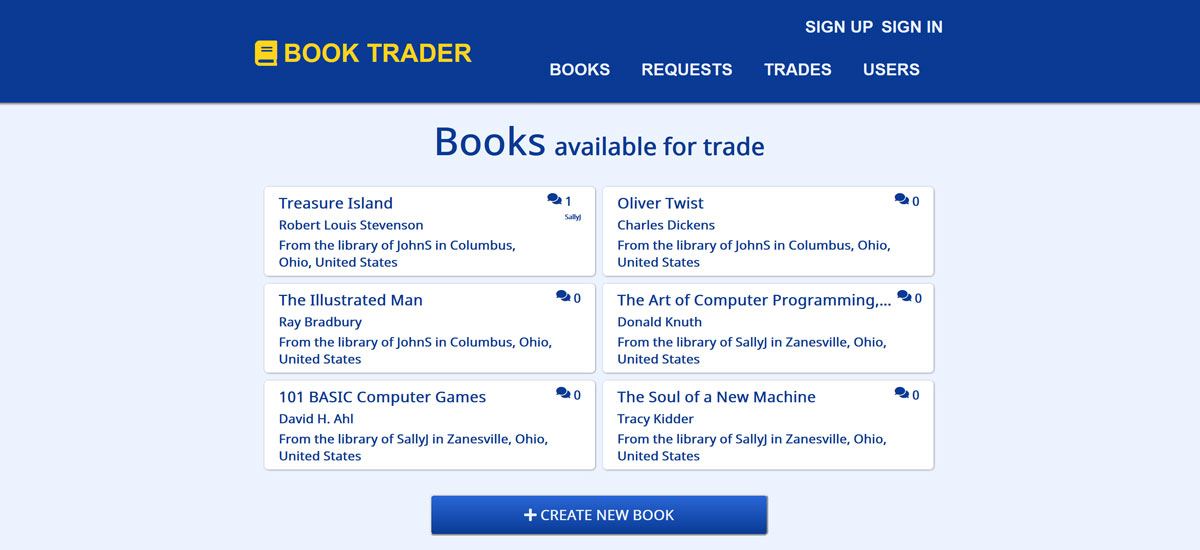 SIGN UP SIGN IN
BOOK TRADER
BOOKS REQUESTS TRADES USERS
Books available for trade
Treasure Island 1
SallyJ
Robert Louis Stevenson
From the library of JohnS in Columbus,
Ohio, United States
Oliver Twist 0
Charles Dickens
From the library of JohnS in Columbus, Ohio,
United States
The Illustrated Man 0
Ray Bradbury
From the library of JohnS in Columbus, Ohio,
United States
The Art of Computer Programming,... 0
Donald Knuth
From the library of SallyJ in Zanesville, Ohio,
United States
101 BASIC Computer Games 0
David H. Ahl
From the library of SallyJ in Zanesville, Ohio,
United States
The Soul of a New Machine 0
Tracy Kidder
From the library of SallyJ in Zanesville, Ohio,
United States
CREATE NEW BOOK